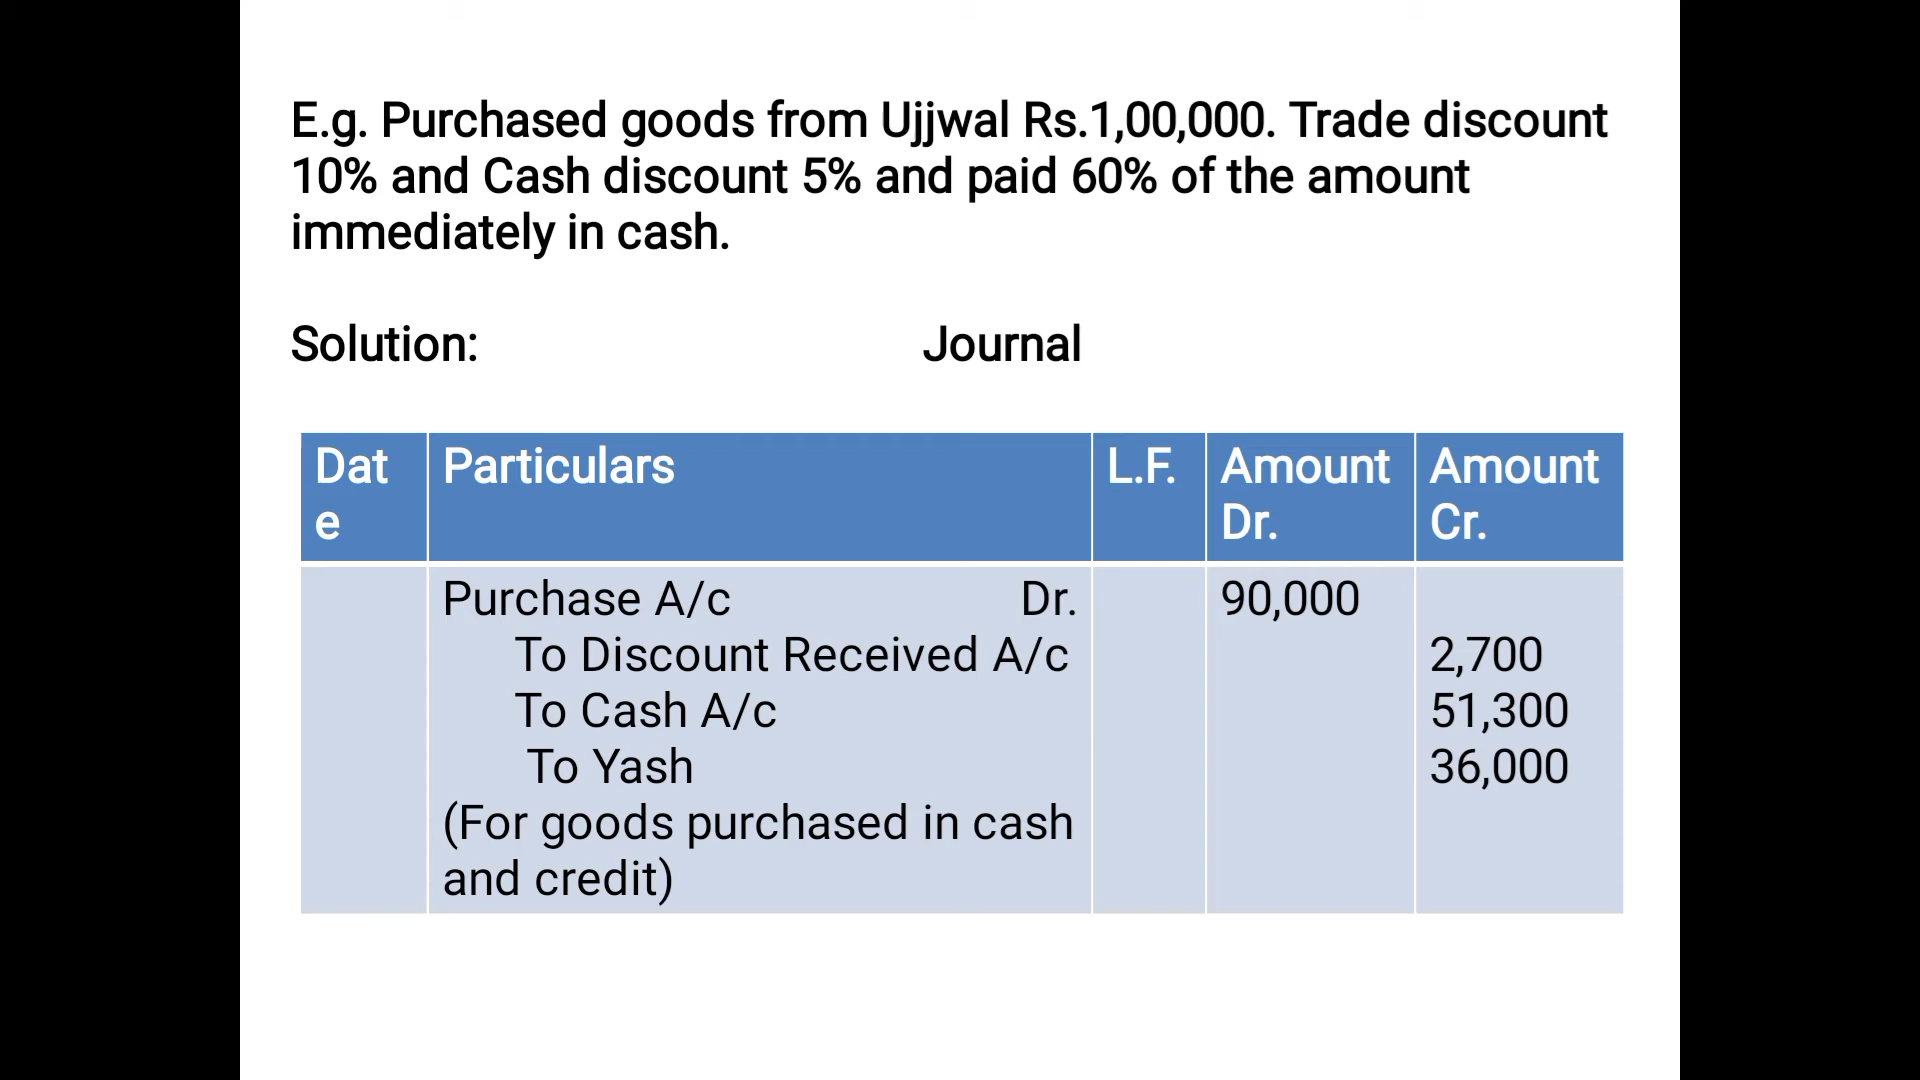 E.g. Purchased goods from Ujjwal Rs.1,00,000. Trade discount
10% and Cash discount 5% and paid 60% of the amount
immediately in cash.
Solution: Journal
Dat
e
Particulars L.F. Amount
Dr. Amount
Cr.
Purchase A/c Dr. 90,000
To Discount Received A/c 2,700
To Cash A/c 51,300
To Yash 36,000
(For goods purchased in cash
and credit)